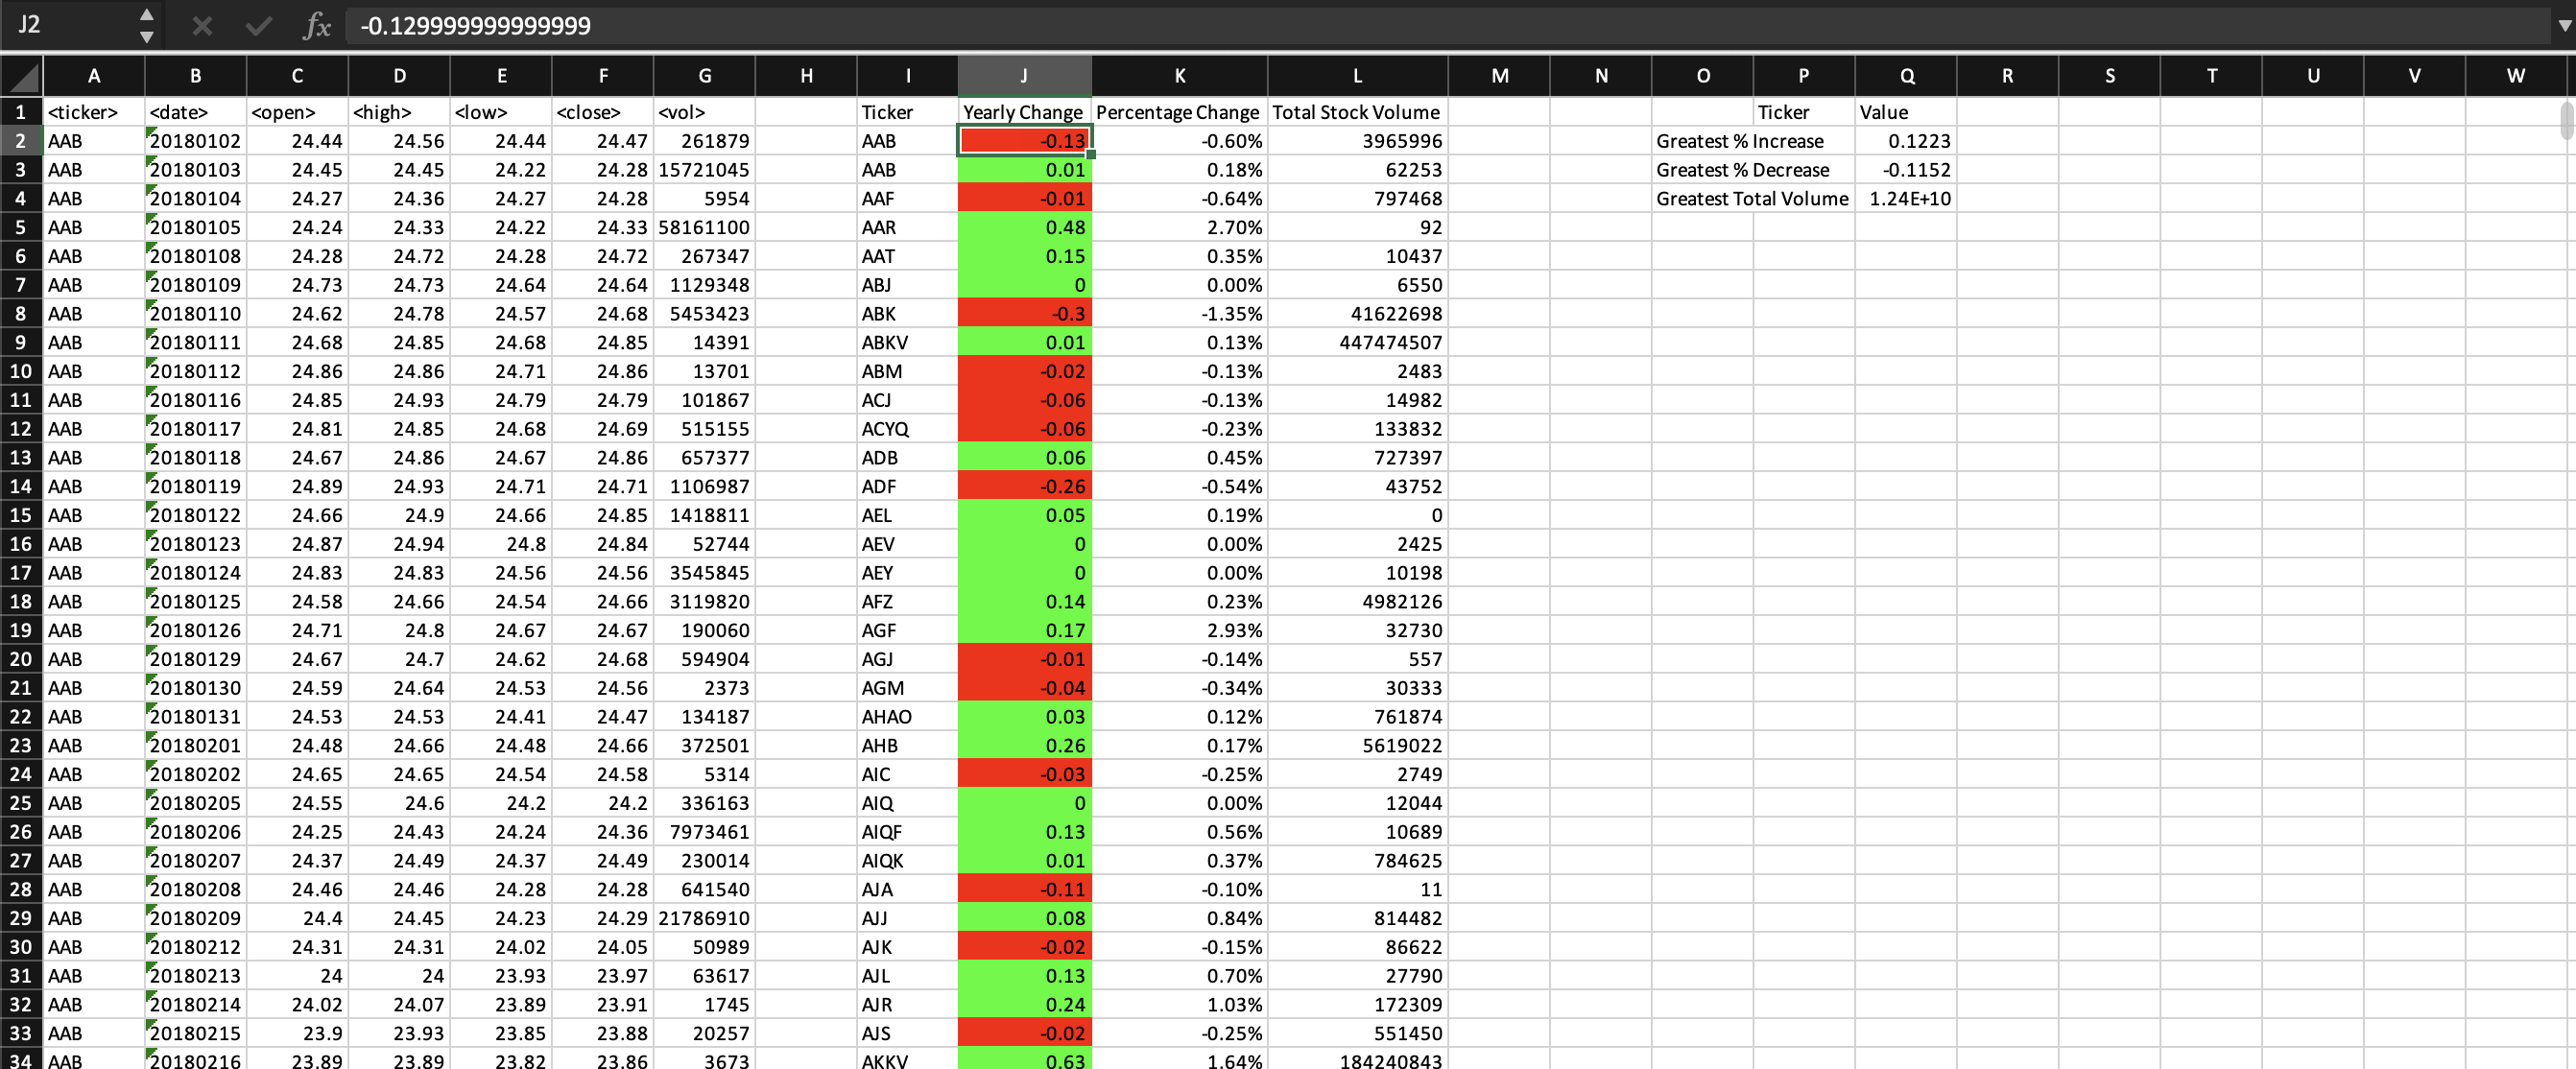 J2 fx -0.129999999999999
A B C D E F G H I J K L M N O P Q R S T U V W
1 <ticker> <date> <open> <high> <low> <close> <vol> Ticker Yearly Change Percentage Change Total Stock Volume Ticker Value
2 AAB 20180102 24.44 24.56 24.44 24.47 261879 AAB -0.13 -0.60% 3965996 Greatest % Increase 0.1223
3 AAB 20180103 24.45 24.45 24.22 24.28 15721045 AAB 0.01 0.18% 62253 Greatest % Decrease -0.1152
4 AAB 20180104 24.27 24.36 24.27 24.28 5954 AAF -0.01 -0.64% 797468 Greatest Total Volume 1.24E+10
5 AAB 20180105 24.24 24.33 24.22 24.33 58161100 AAR 0.48 2.70% 92
6 AAB 20180108 24.28 24.72 24.28 24.72 267347 AAT 0.15 0.35% 10437
7 AAB 20180109 24.73 24.73 24.64 24.64 1129348 ABJ 0 0.00% 6550
8 AAB 20180110 24.62 24.78 24.57 24.68 5453423 ABK -0.3 -1.35% 41622698
9 AAB 20180111 24.68 24.85 24.68 24.85 14391 ABKV 0.01 0.13% 447474507
10 AAB 20180112 24.86 24.86 24.71 24.86 13701 ABM -0.02 -0.13% 2483
11 AAB 20180116 24.85 24.93 24.79 24.79 101867 ACJ -0.06 -0.13% 14982
12 AAB 20180117 24.81 24.85 24.68 24.69 515155 ACYQ -0.06 -0.23% 133832
13 AAB 20180118 24.67 24.86 24.67 24.86 657377 ADB 0.06 0.45% 727397
14 AAB 20180119 24.89 24.93 24.71 24.71 1106987 ADF -0.26 -0.54% 43752
15 AAB 20180122 24.66 24.9 24.66 24.85 1418811 AEL 0.05 0.19% 0
16 AAB 20180123 24.87 24.94 24.8 24.84 52744 AEV 0 0.00% 2425
17 AAB 20180124 24.83 24.83 24.56 24.56 3545845 AEY 0 0.00% 10198
18 AAB 20180125 24.58 24.66 24.54 24.66 3119820 AFZ 0.14 0.23% 4982126
19 AAB 20180126 24.71 24.8 24.67 24.67 190060 AGF 0.17 2.93% 32730
20 AAB 20180129 24.67 24.7 24.62 24.68 594904 AGJ -0.01 -0.14% 557
21 AAB 20180130 24.59 24.64 24.53 24.56 2373 AGM -0.04 -0.34% 30333
22 AAB 20180131 24.53 24.53 24.41 24.47 134187 AHAO 0.03 0.12% 761874
23 AAB 20180201 24.48 24.66 24.48 24.66 372501 AHB 0.26 0.17% 5619022
24 AAB 20180202 24.65 24.65 24.54 24.58 5314 AIC -0.03 -0.25% 2749
25 AAB 20180205 24.55 24.6 24.2 24.2 336163 AIQ 0 0.00% 12044
26 AAB 20180206 24.25 24.43 24.24 24.36 7973461 AIQF 0.13 0.56% 10689
27 AAB 20180207 24.37 24.49 24.37 24.49 230014 AIQK 0.01 0.37% 784625
28 AAB 20180208 24.46 24.46 24.28 24.28 641540 AJA -0.11 -0.10% 11
29 AAB 20180209 24.4 24.45 24.23 24.29 21786910 AJJ 0.08 0.84% 814482
30 AAB 20180212 24.31 24.31 24.02 24.05 50989 AJK -0.02 -0.15% 86622
31 AAB 20180213 24 24 23.93 23.97 63617 AJL 0.13 0.70% 27790
32 AAB 20180214 24.02 24.07 23.89 23.91 1745 AJR 0.24 1.03% 172309
33 AAB 20180215 23.9 23.93 23.85 23.88 20257 AJS -0.02 -0.25% 551450
34 AAB 20180216 23.89 23.89 23.82 23.86 3673 AKKV 0.63 1.64% 184240843